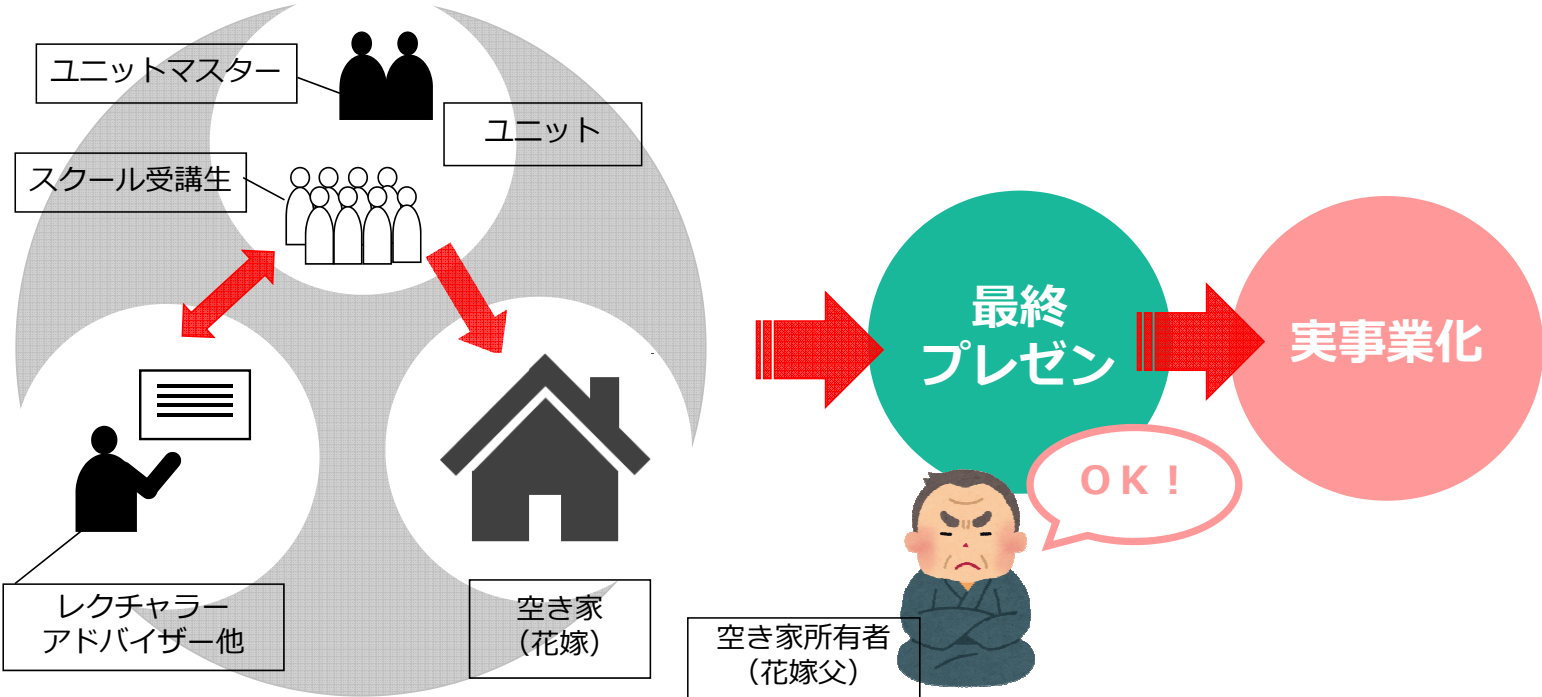 ユニットマスター
ユニット
スクール受講生
レクチャラー
アドバイザー他
空き家
（花嫁）
空き家所有者
（花嫁父）
最終
プレゼン
実事業化
ＯＫ！